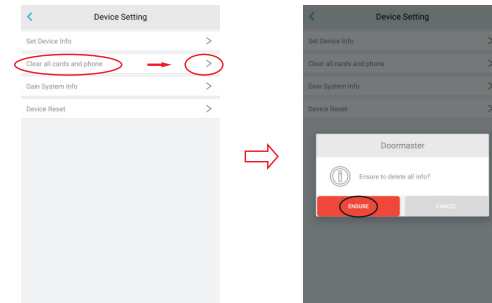 Device Setting
Set Device Info
Clear all cards and phone
Gain System Info
Device Reset
Device Setting
Set Device Info
Clear all cards and phone
Gain System Info
Device Reset
Doormaster
Ensure to delete all info?
ENSURE
CANCEL